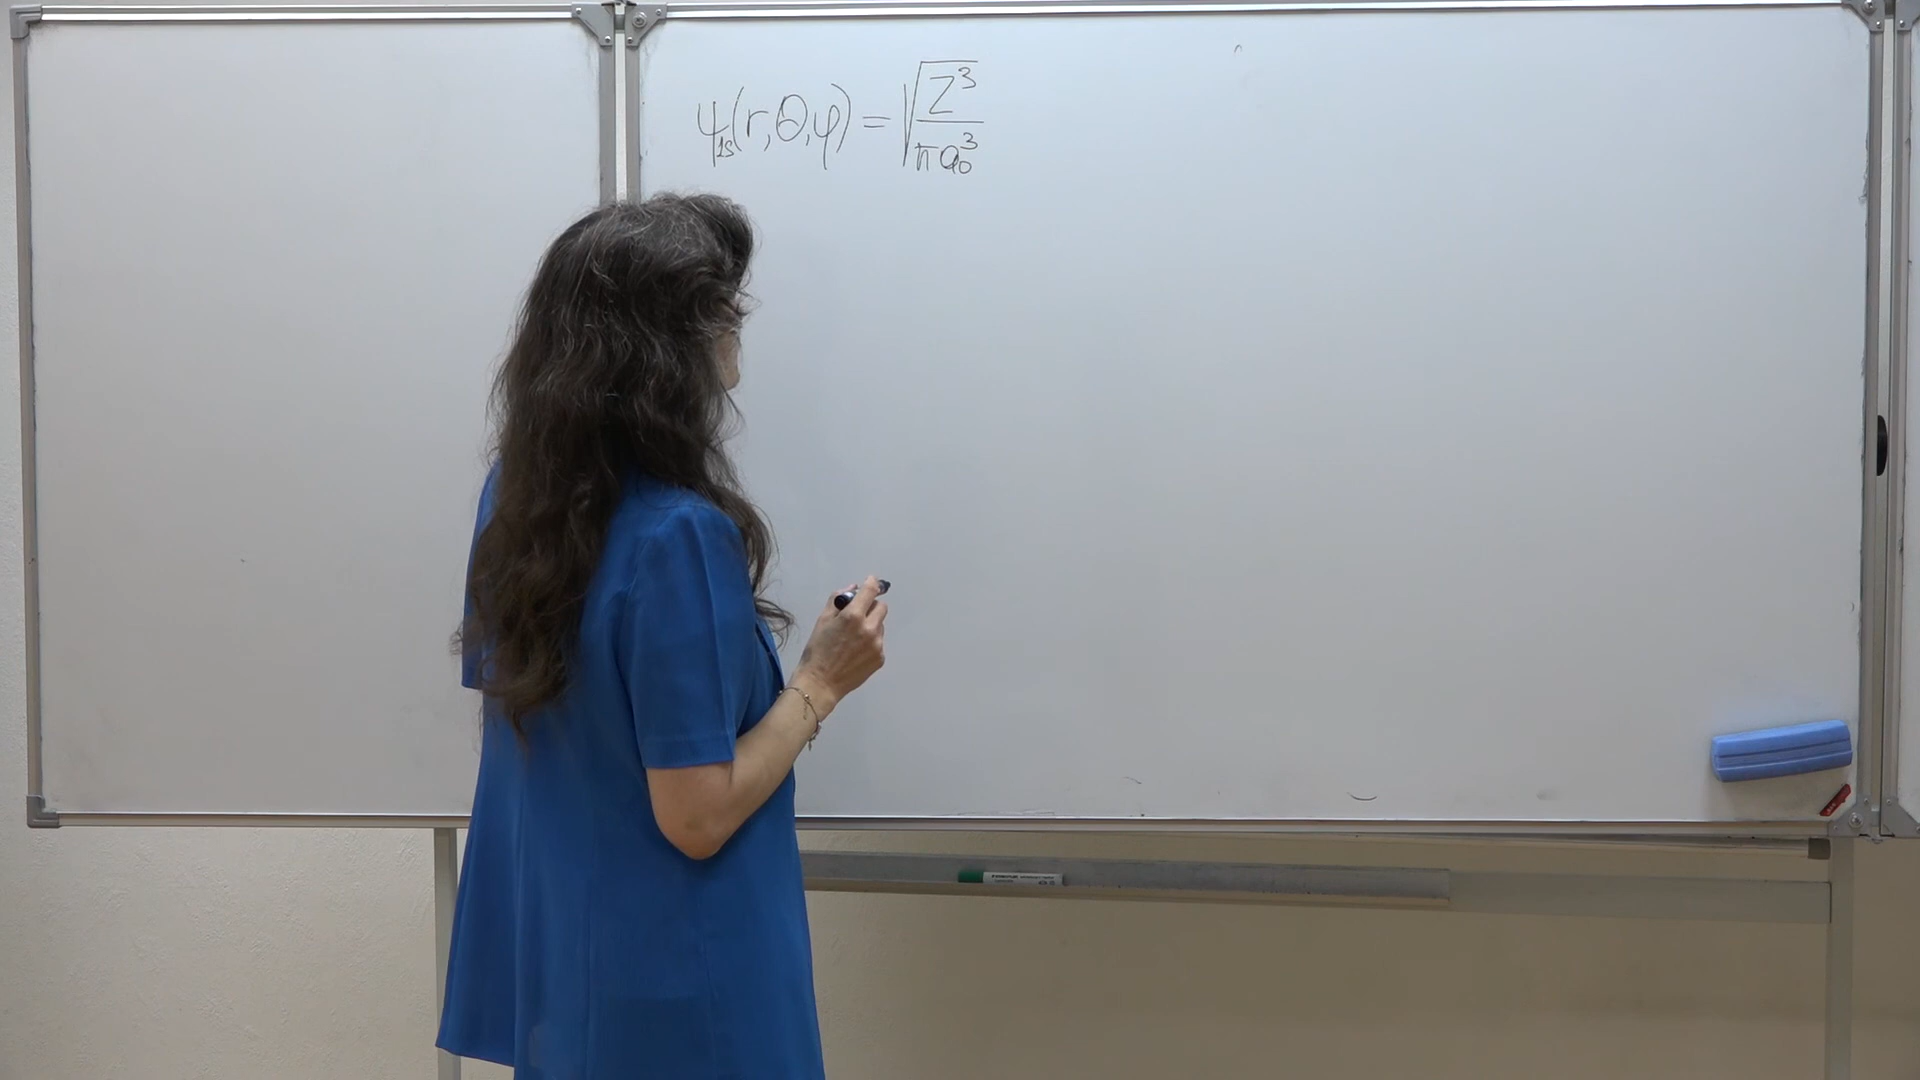 ψ₁ₛ(r,θ,φ) = √(Z³/πa₀³)